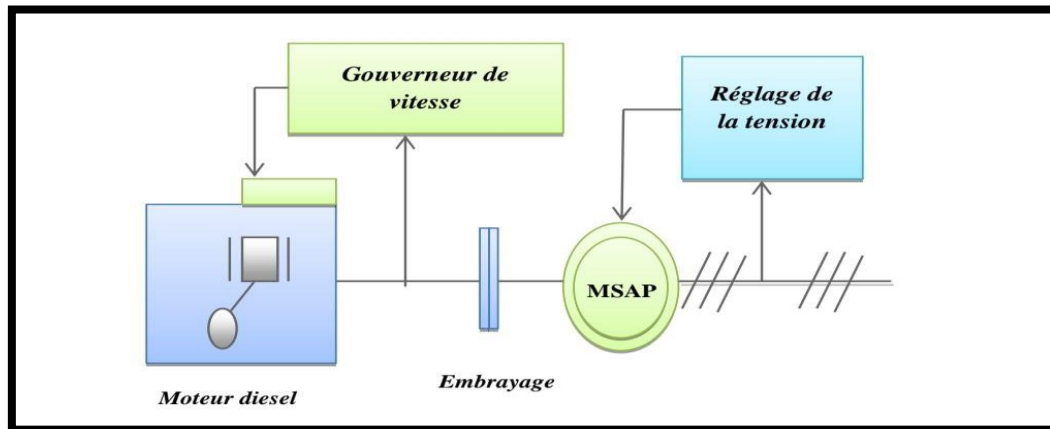 Gouverneur de
vitesse
Réglage de
la tension
MSAP
Embrayage
Moteur diesel